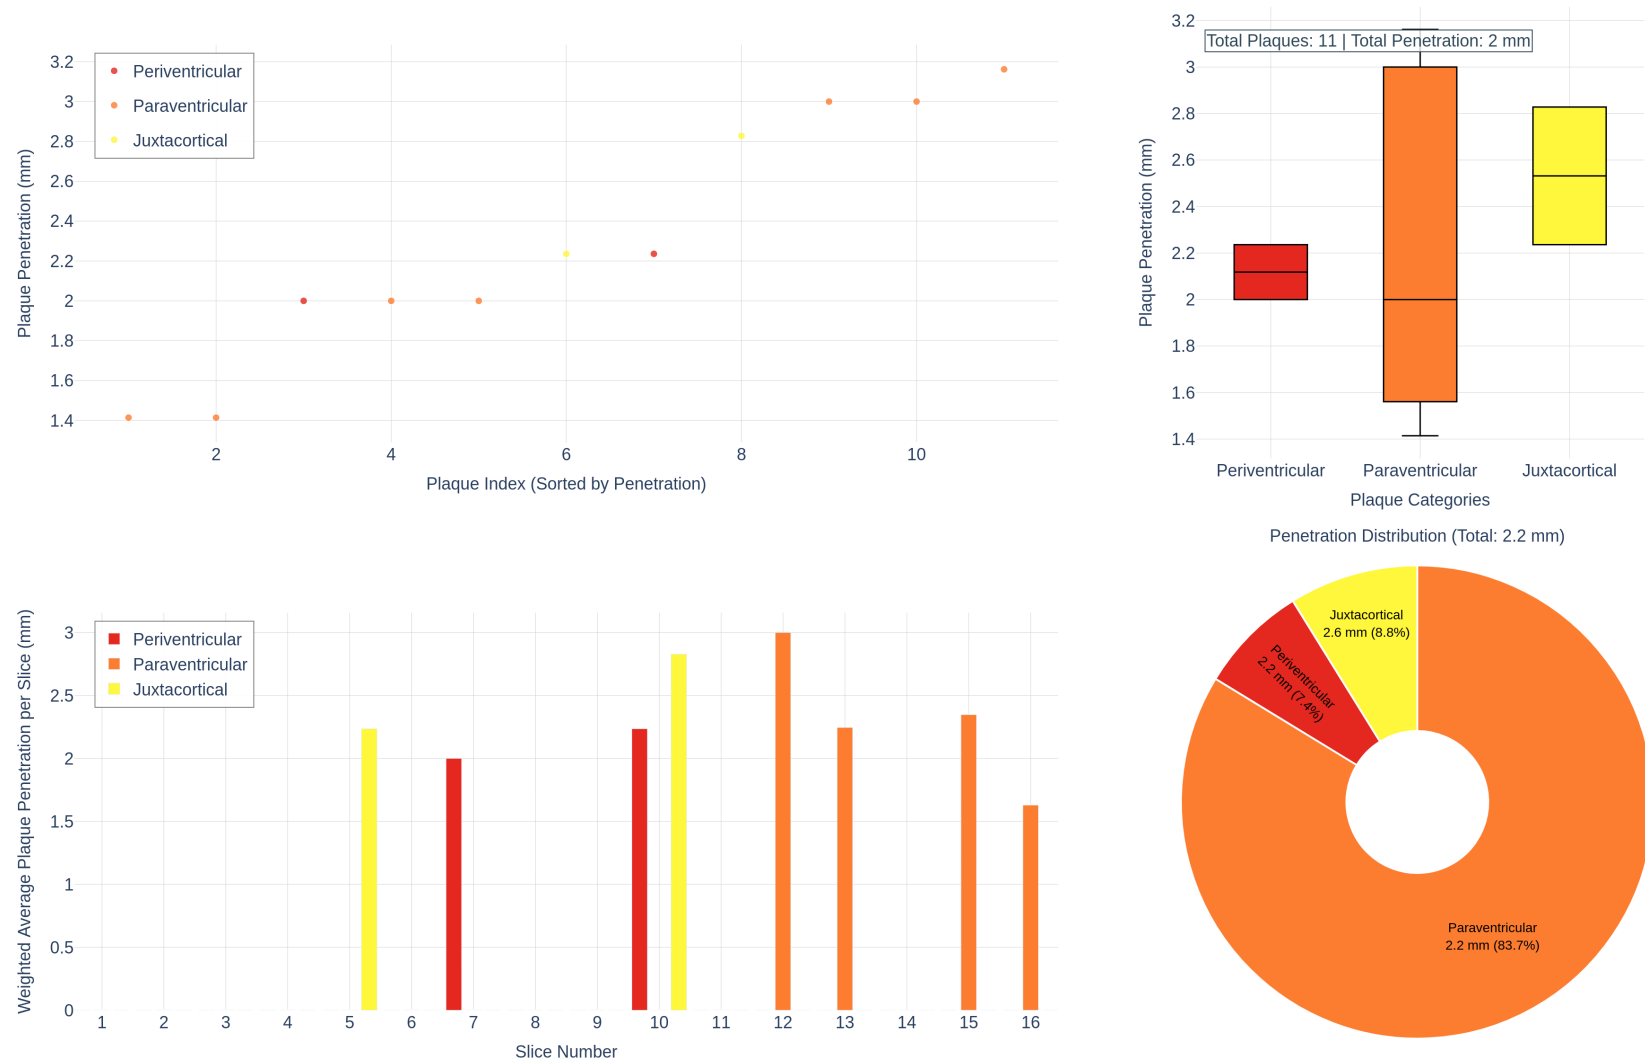 Plaque Penetration (mm)
3.2
3
2.8
2.6
2.4
2.2
2
1.8
1.6
1.4
Periventricular
Paraventricular
Juxtacortical
2 4 6 8 10
Plaque Index (Sorted by Penetration)
Plaque Penetration (mm)
3.2
3
2.8
2.6
2.4
2.2
2
1.8
1.6
1.4
Total Plaques: 11 | Total Penetration: 2 mm
Periventricular Paraventricular Juxtacortical
Plaque Categories
Weighted Average Plaque Penetration per Slice (mm)
3
2.5
2
1.5
1
0.5
0
Periventricular
Paraventricular
Juxtacortical
1 2 3 4 5 6 7 8 9 10 11 12 13 14 15 16
Slice Number
Penetration Distribution (Total: 2.2 mm)
Juxtacortical
2.6 mm (8.8%)
Periventricular
2.2 mm (7.4%)
Paraventricular
2.2 mm (83.7%)